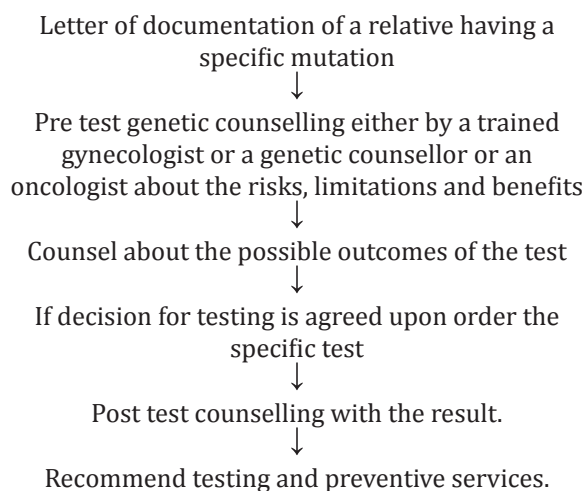 Letter of documentation of a relative having a
specific mutation
↓
Pre test genetic counselling either by a trained
gynecologist or a genetic counsellor or an
oncologist about the risks, limitations and benefits
↓
Counsel about the possible outcomes of the test
↓
If decision for testing is agreed upon order the
specific test
↓
Post test counselling with the result.
↓
Recommend testing and preventive services.